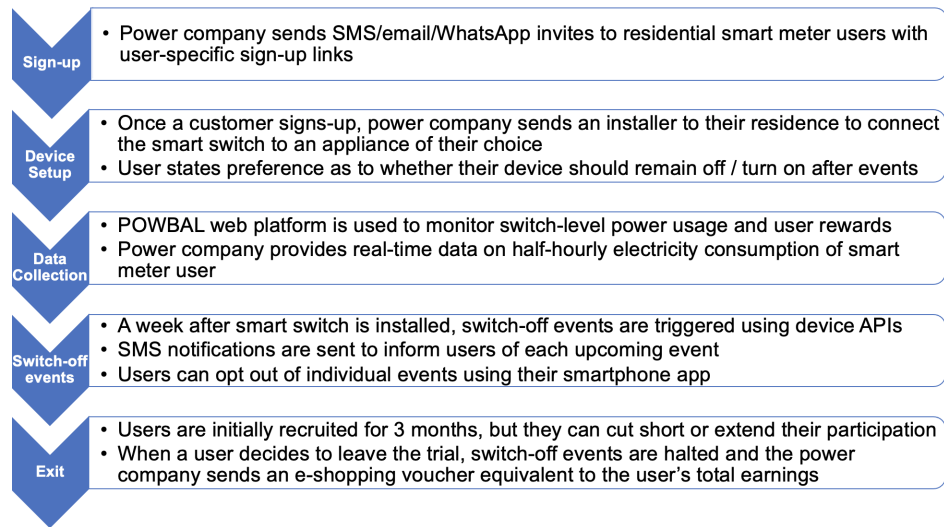 Sign-up
• Power company sends SMS/email/WhatsApp invites to residential smart meter users with
user-specific sign-up links
Device
Setup
• Once a customer signs-up, power company sends an installer to their residence to connect
the smart switch to an appliance of their choice
• User states preference as to whether their device should remain off / turn on after events
Data
Collection
• POWBAL web platform is used to monitor switch-level power usage and user rewards
• Power company provides real-time data on half-hourly electricity consumption of smart
meter user
Switch-off
events
• A week after smart switch is installed, switch-off events are triggered using device APIs
• SMS notifications are sent to inform users of each upcoming event
• Users can opt out of individual events using their smartphone app
Exit
• Users are initially recruited for 3 months, but they can cut short or extend their participation
• When a user decides to leave the trial, switch-off events are halted and the power
company sends an e-shopping voucher equivalent to the user’s total earnings